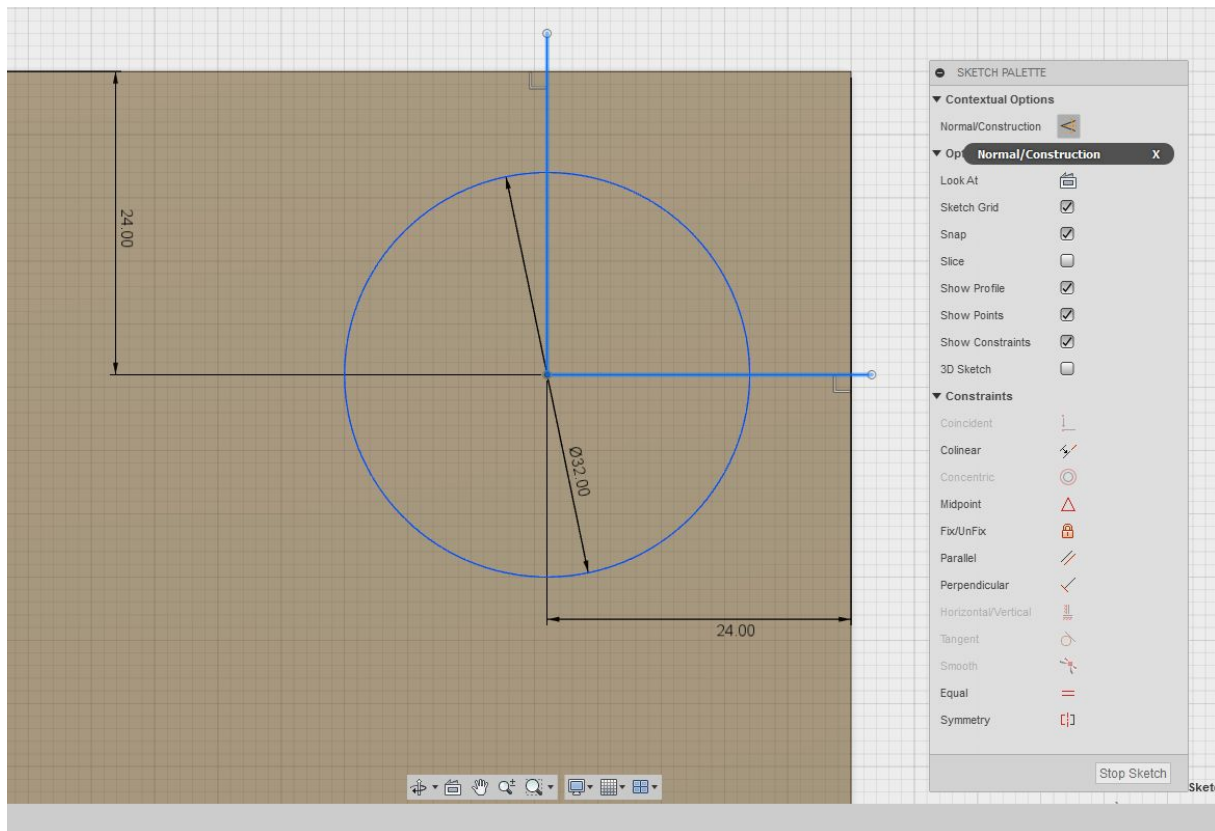 SKETCH PALETTE
Contextual Options
Normal/Construction
Opt
Normal/Construction X
Look At
Sketch Grid
Snap
Slice
Show Profile
Show Points
Show Constraints
3D Sketch
Constraints
Coincident
Colinear
Concentric
Midpoint
Fix/UnFix
Parallel
Perpendicular
Horizontal/Vertical
Tangent
Smooth
Equal
Symmetry
Stop Sketch
Sket
24.00
Ø32.00
24.00